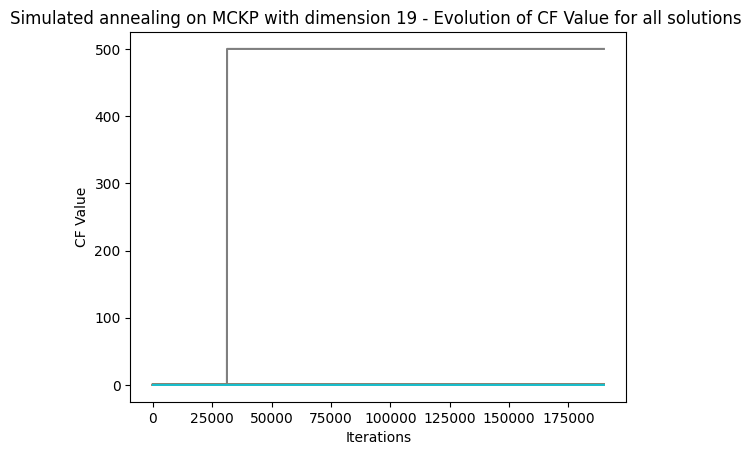 Simulated annealing on MCKP with dimension 19 - Evolution of CF Value for all solutions
500
400
300
200
100
0
CF Value
0 25000 50000 75000 100000 125000 150000 175000
Iterations